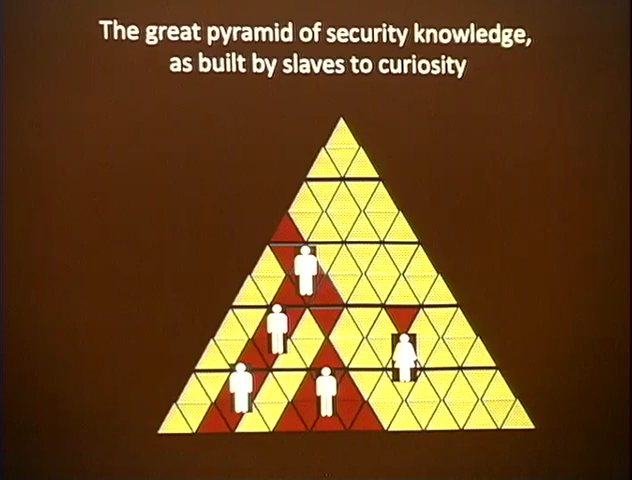 The great pyramid of security knowledge,
as built by slaves to curiosity